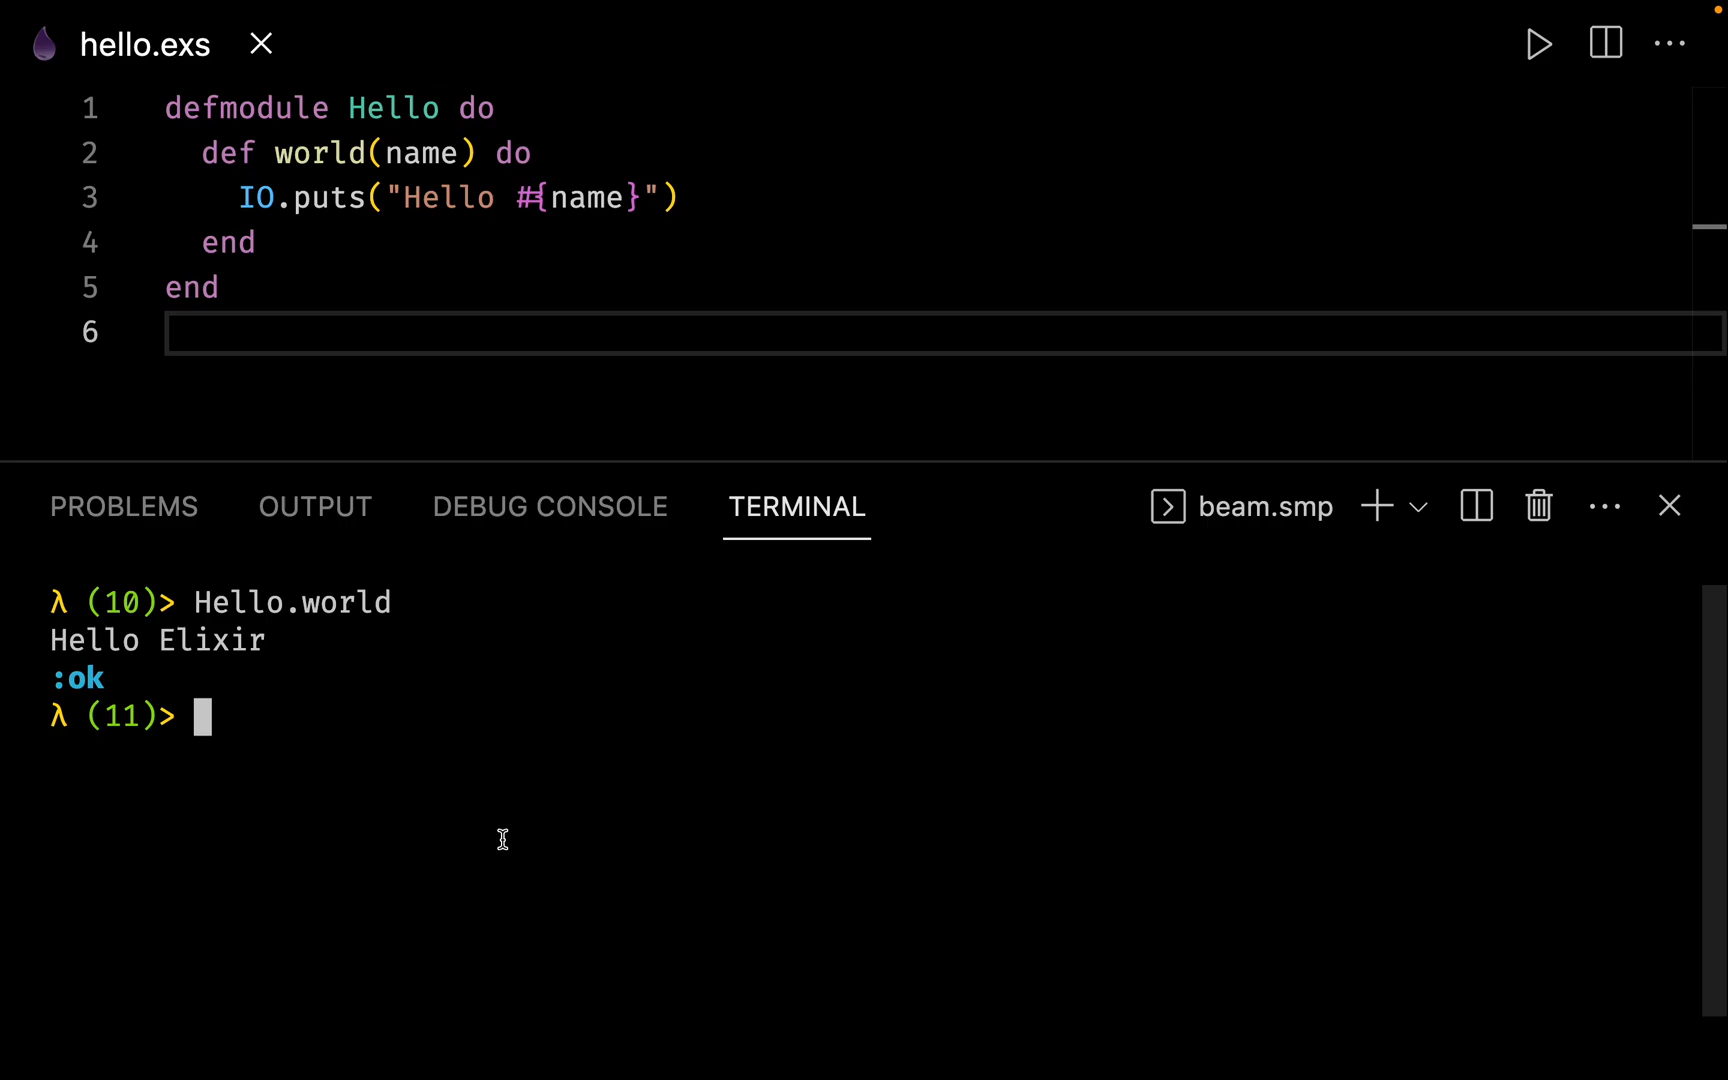 hello.exs
1 defmodule Hello do
2 def world(name) do
3 IO.puts("Hello #{name}")
4 end
5 end
6
PROBLEMS OUTPUT DEBUG CONSOLE TERMINAL beam.smp
λ (10)> Hello.world
Hello Elixir
:ok
λ (11)>